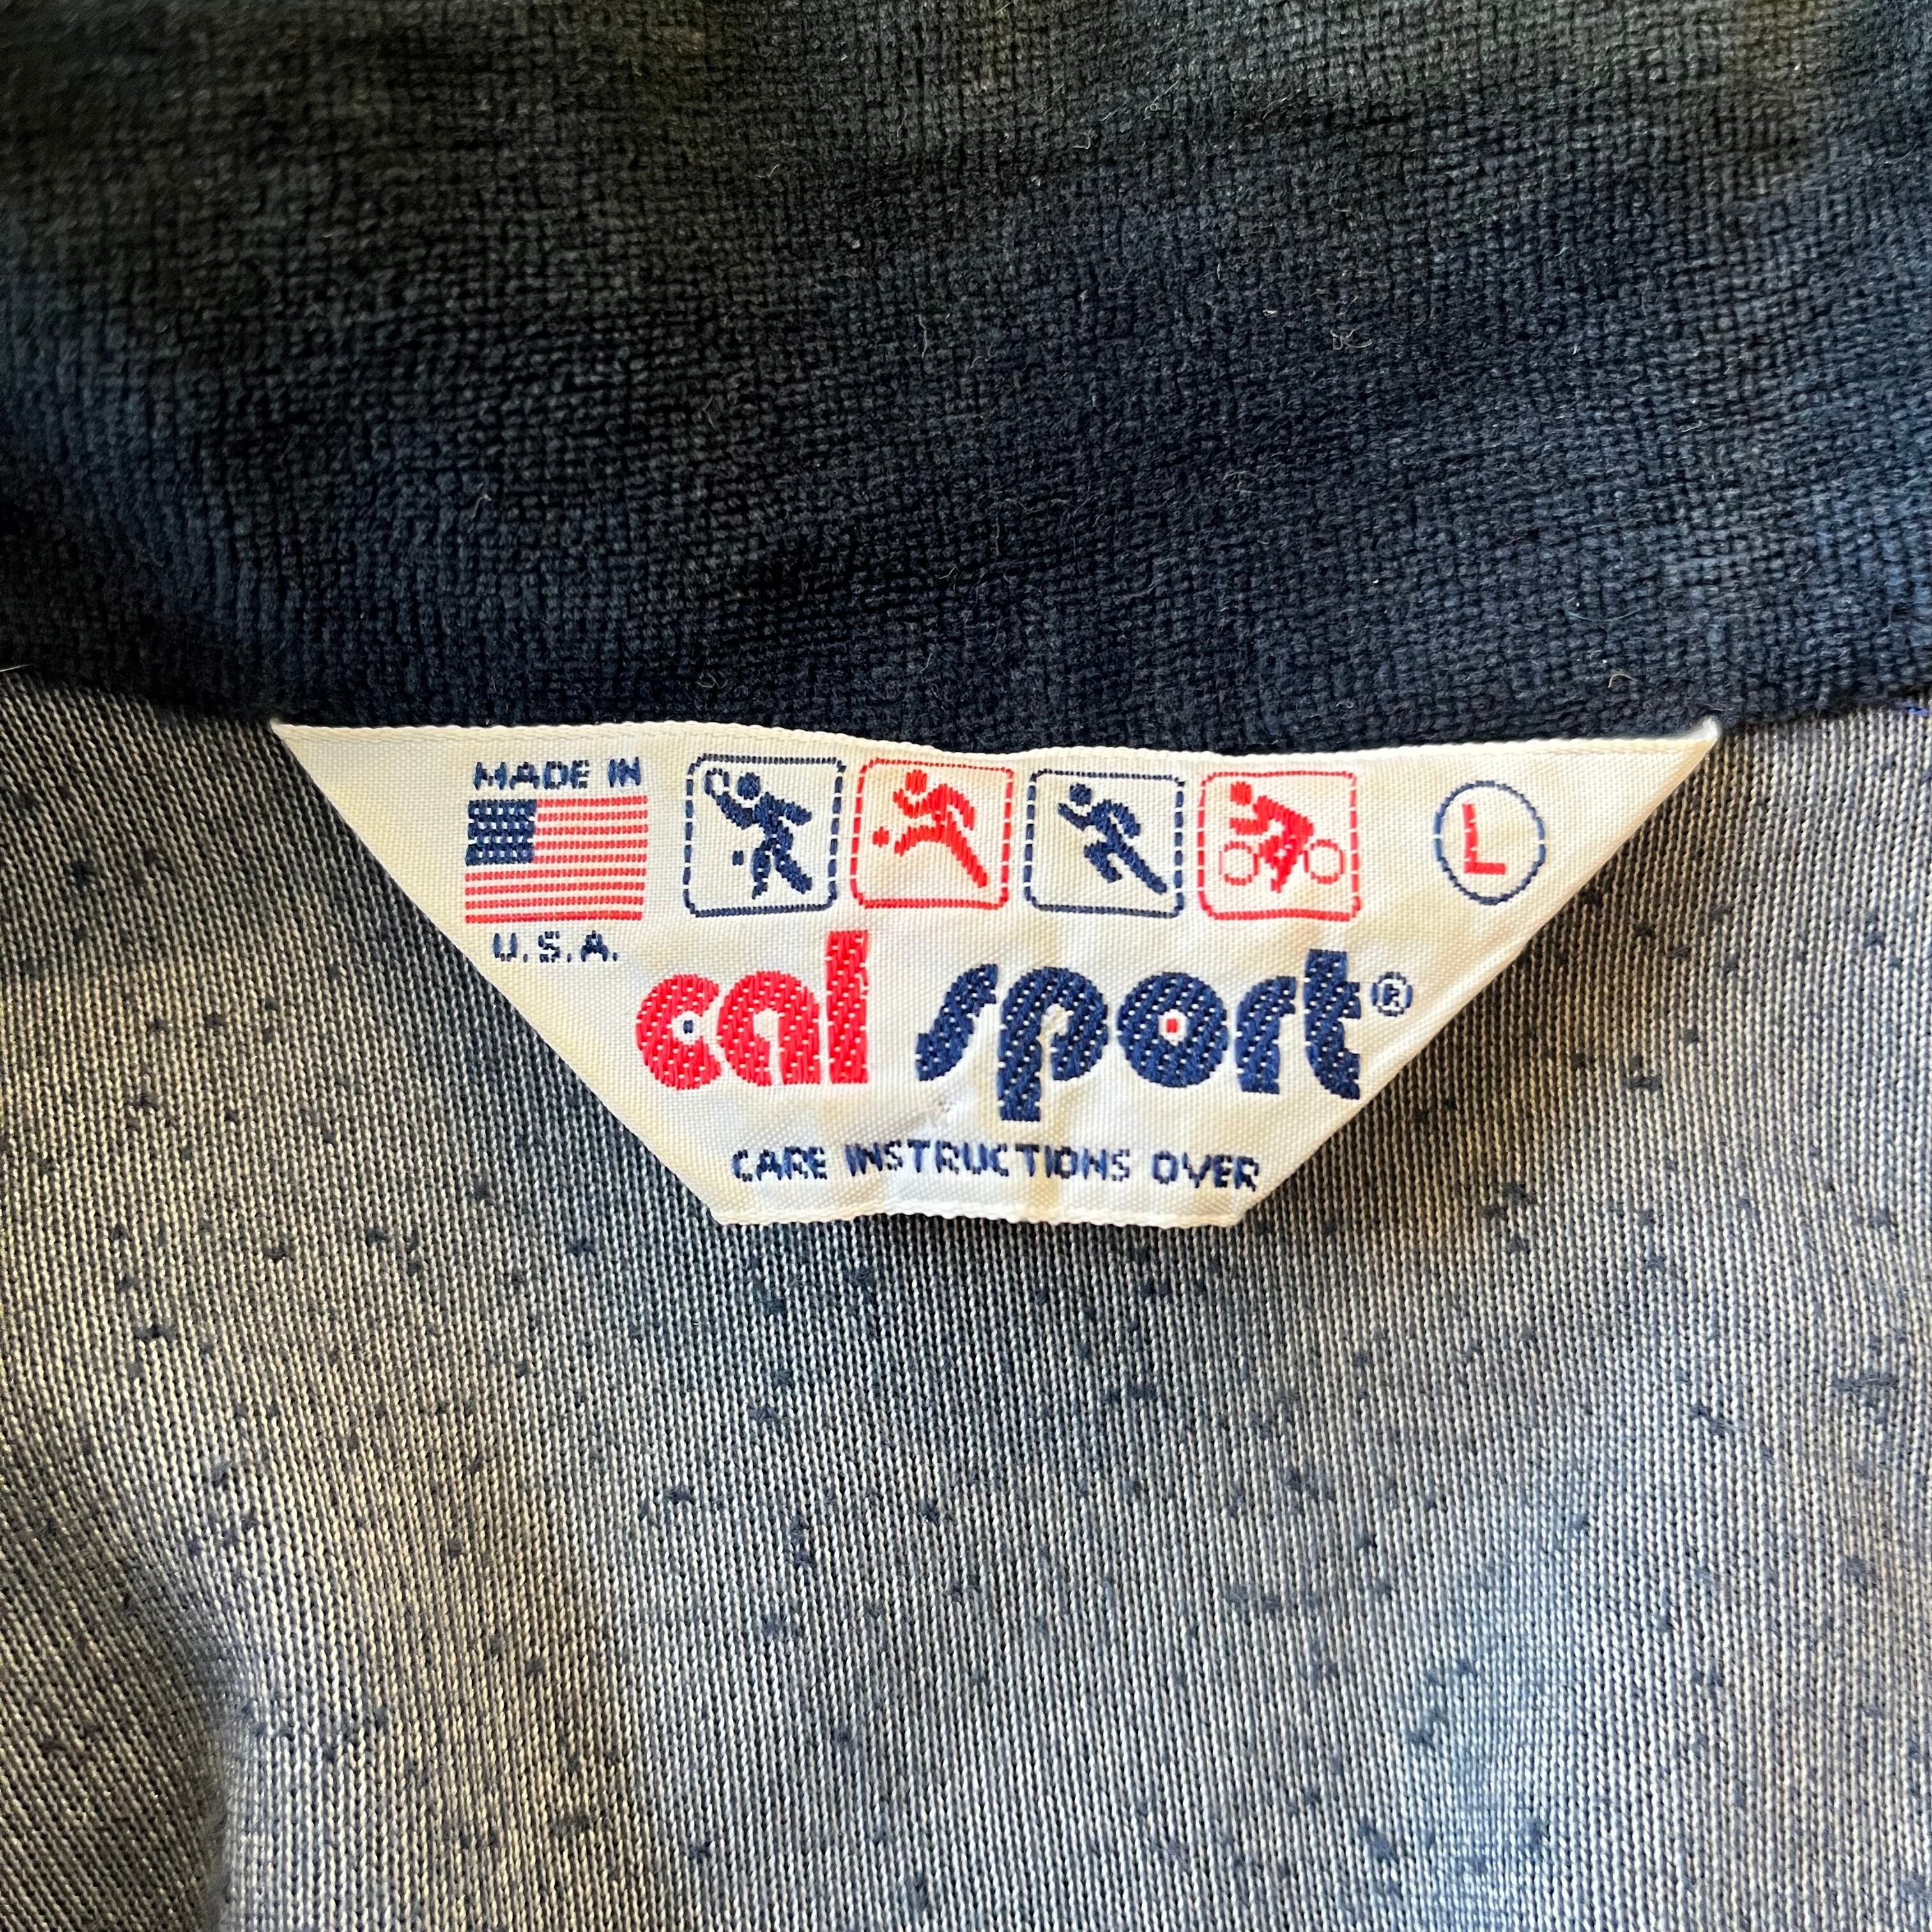 MADE IN
U.S.A.
L
cal sport®
CARE INSTRUCTIONS OVER